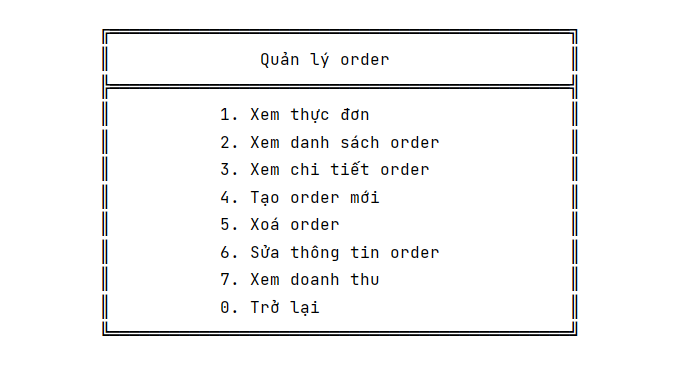 Quản lý order
1. Xem thực đơn
2. Xem danh sách order
3. Xem chi tiết order
4. Tạo order mới
5. Xoá order
6. Sửa thông tin order
7. Xem doanh thu
0. Trở lại